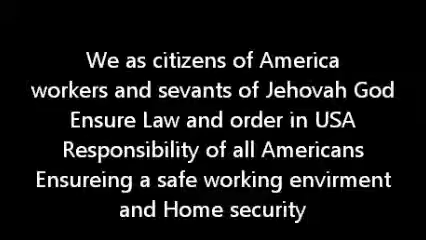 We as citizens of America
workers and sevants of Jehovah God
Ensure Law and order in USA
Responsibility of all Americans
Ensureing a safe working envirment
and Home security